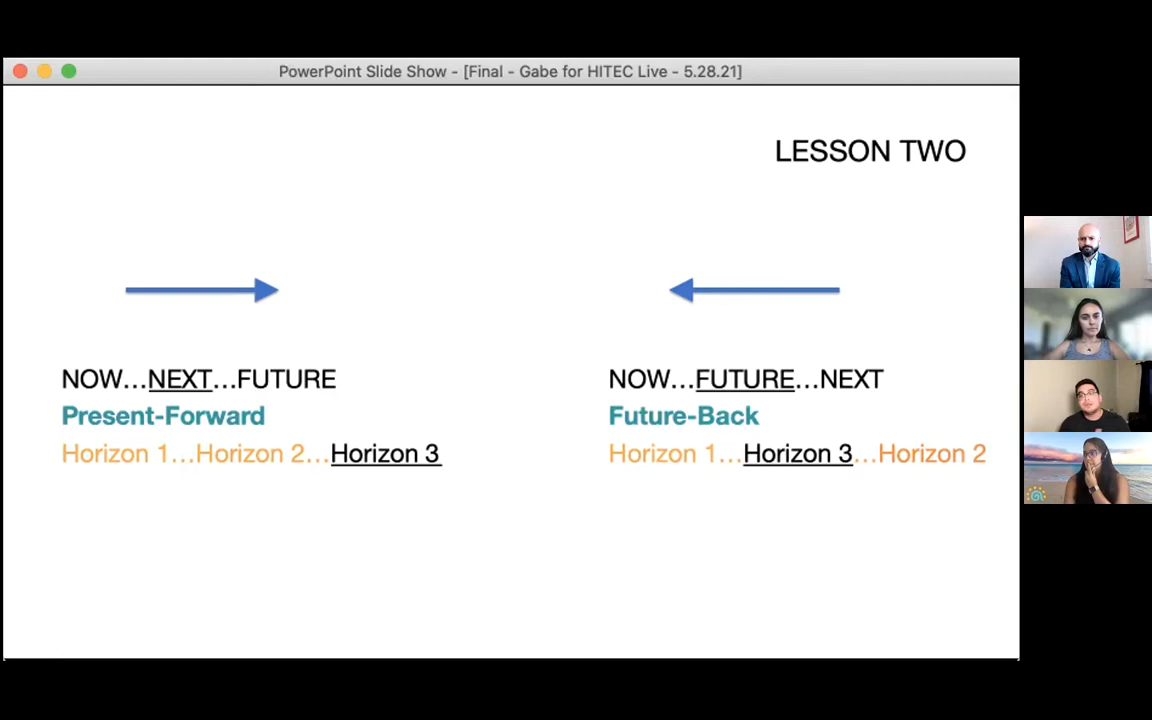 PowerPoint Slide Show - [Final - Gabe for HITEC Live - 5.28.21]
LESSON TWO
NOW…NEXT…FUTURE
Present-Forward
Horizon 1…Horizon 2…Horizon 3
NOW…FUTURE…NEXT
Future-Back
Horizon 1…Horizon 3…Horizon 2